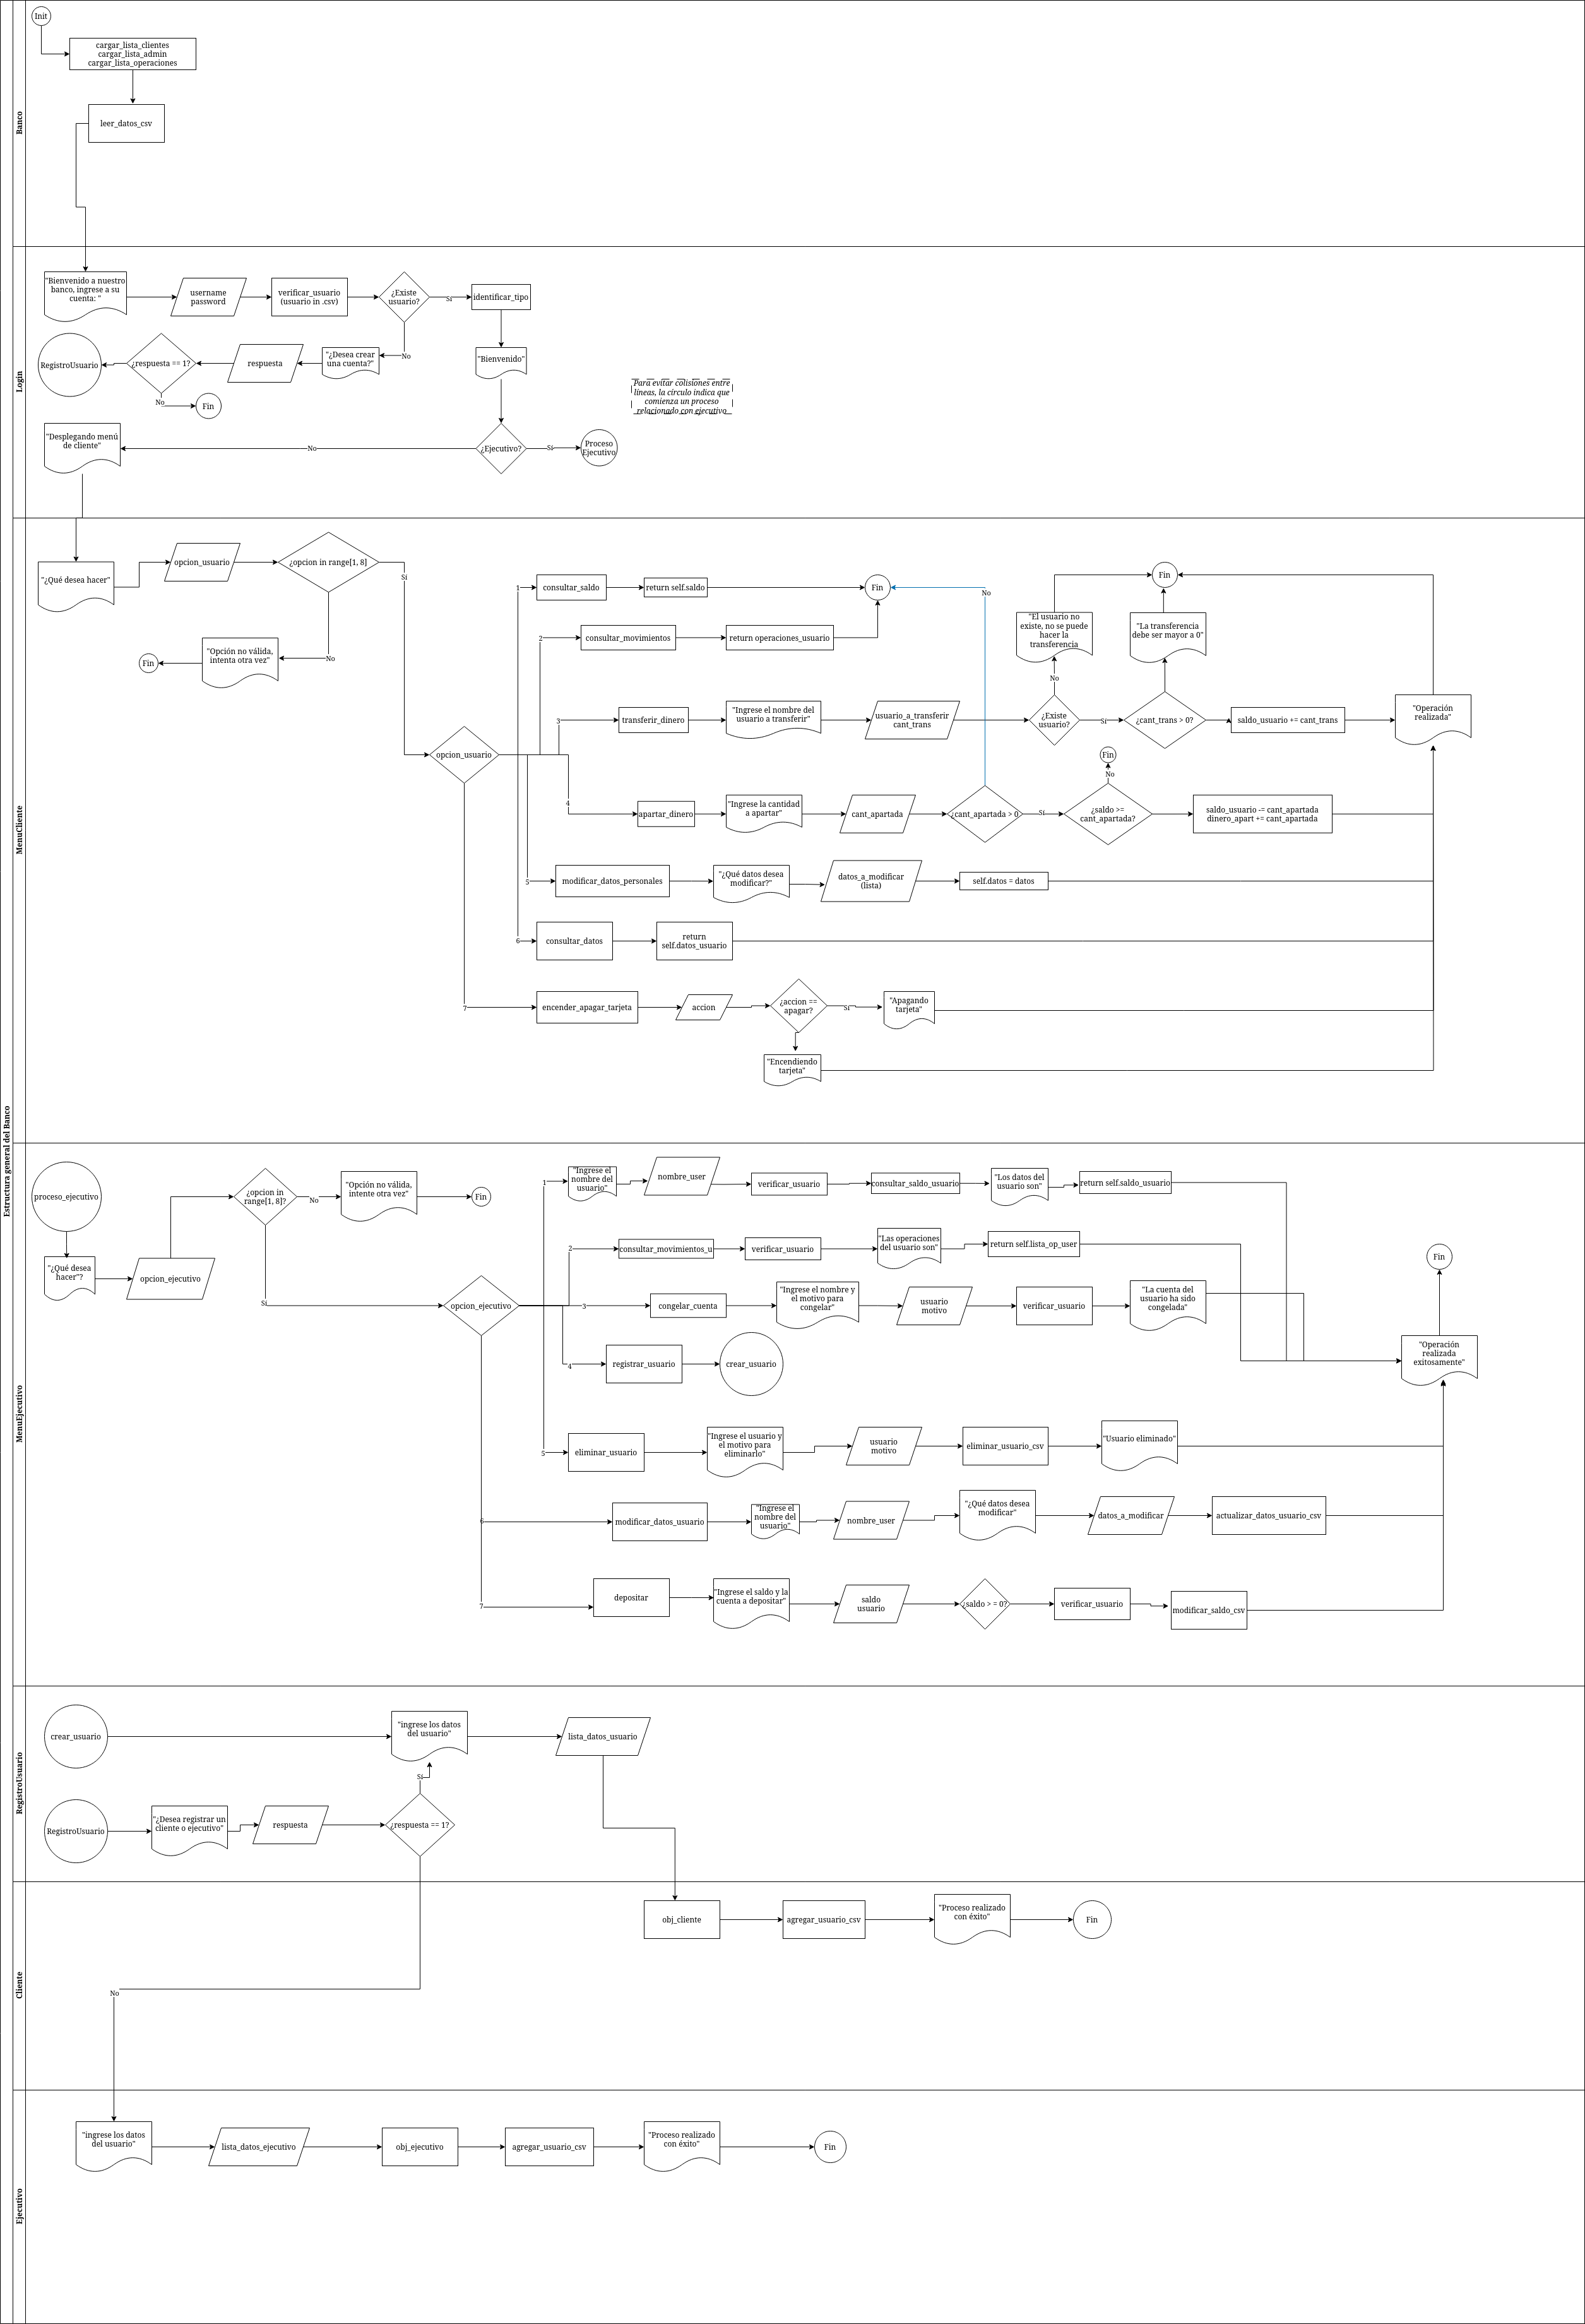 Estructura general del Banco
Banco
Init
cargar_lista_clientes
cargar_lista_admin
cargar_lista_operaciones
leer_datos_csv
Login
"Bienvenido a nuestro
banco, ingrese a su
cuenta: "
username
password
verificar_usuario
(usuario in .csv)
¿Existe
usuario?
Sí
identificar_tipo
No
"¿Desea crear
una cuenta?"
respuesta
¿respuesta == 1?
RegistroUsuario
No
Fin
"Bienvenido"
Para evitar colisiones entre
líneas, la círculo indica que
comienza un proceso
relacionado con ejecutivo
¿Ejecutivo?
Sí
Proceso
Ejecutivo
No
"Desplegando menú
de cliente"
MenuCliente
"¿Qué desea hacer"
opcion_usuario
¿opcion in range[1, 8]
Sí
No
"Opción no válida,
intenta otra vez"
Fin
opcion_usuario
1
consultar_saldo
return self.saldo
Fin
No
2
consultar_movimientos
return operaciones_usuario
3
transferir_dinero
"Ingrese el nombre del
usuario a transferir"
usuario_a_transferir
cant_trans
¿Existe
usuario?
No
"El usuario no
existe, no se puede
hacer la
transferencia
Fin
Sí
¿cant_trans > 0?
"La transferencia
debe ser mayor a 0"
saldo_usuario += cant_trans
"Operación
realizada"
4
apartar_dinero
"Ingrese la cantidad
a apartar"
cant_apartada
¿cant_apartada > 0
Sí
¿saldo >=
cant_apartada?
No
Fin
saldo_usuario -= cant_apartada
dinero_apart += cant_apartada
5
modificar_datos_personales
"¿Qué datos desea
modificar?"
datos_a_modificar
(lista)
self.datos = datos
6
consultar_datos
return
self.datos_usuario
7
encender_apagar_tarjeta
accion
¿accion ==
apagar?
Sí
"Apagando
tarjeta"
"Encendiendo
tarjeta"
MenuEjecutivo
proceso_ejecutivo
"¿Qué desea
hacer"?
opcion_ejecutivo
¿opcion in
range[1, 8]?
No
"Opción no válida,
intente otra vez"
Fin
Sí
opcion_ejecutivo
1
"Ingrese el
nombre del
usuario"
nombre_user
verificar_usuario
consultar_saldo_usuario
"Los datos del
usuario son"
return self.saldo_usuario
2
consultar_movimientos_u
verificar_usuario
"Las operaciones
del usuario son"
return self.lista_op_user
Fin
3
congelar_cuenta
"Ingrese el nombre y
el motivo para
congelar"
usuario
motivo
verificar_usuario
"La cuenta del
usuario ha sido
congelada"
"Operación
realizada
exitosamente"
4
registrar_usuario
crear_usuario
5
eliminar_usuario
"Ingrese el usuario y
el motivo para
eliminarlo"
usuario
motivo
eliminar_usuario_csv
"Usuario eliminado"
6
modificar_datos_usuario
"Ingrese el
nombre del
usuario"
nombre_user
"¿Qué datos desea
modificar"
datos_a_modificar
actualizar_datos_usuario_csv
7
depositar
"Ingrese el saldo y la
cuenta a depositar"
saldo
usuario
¿saldo > = 0?
verificar_usuario
modificar_saldo_csv
RegistroUsuario
crear_usuario
"ingrese los datos
del usuario"
lista_datos_usuario
Sí
RegistroUsuario
"¿Desea registrar un
cliente o ejecutivo"
respuesta
¿respuesta == 1?
Cliente
obj_cliente
agregar_usuario_csv
"Proceso realizado
con éxito"
Fin
No
Ejecutivo
"ingrese los datos
del usuario"
lista_datos_ejecutivo
obj_ejecutivo
agregar_usuario_csv
"Proceso realizado
con éxito"
Fin